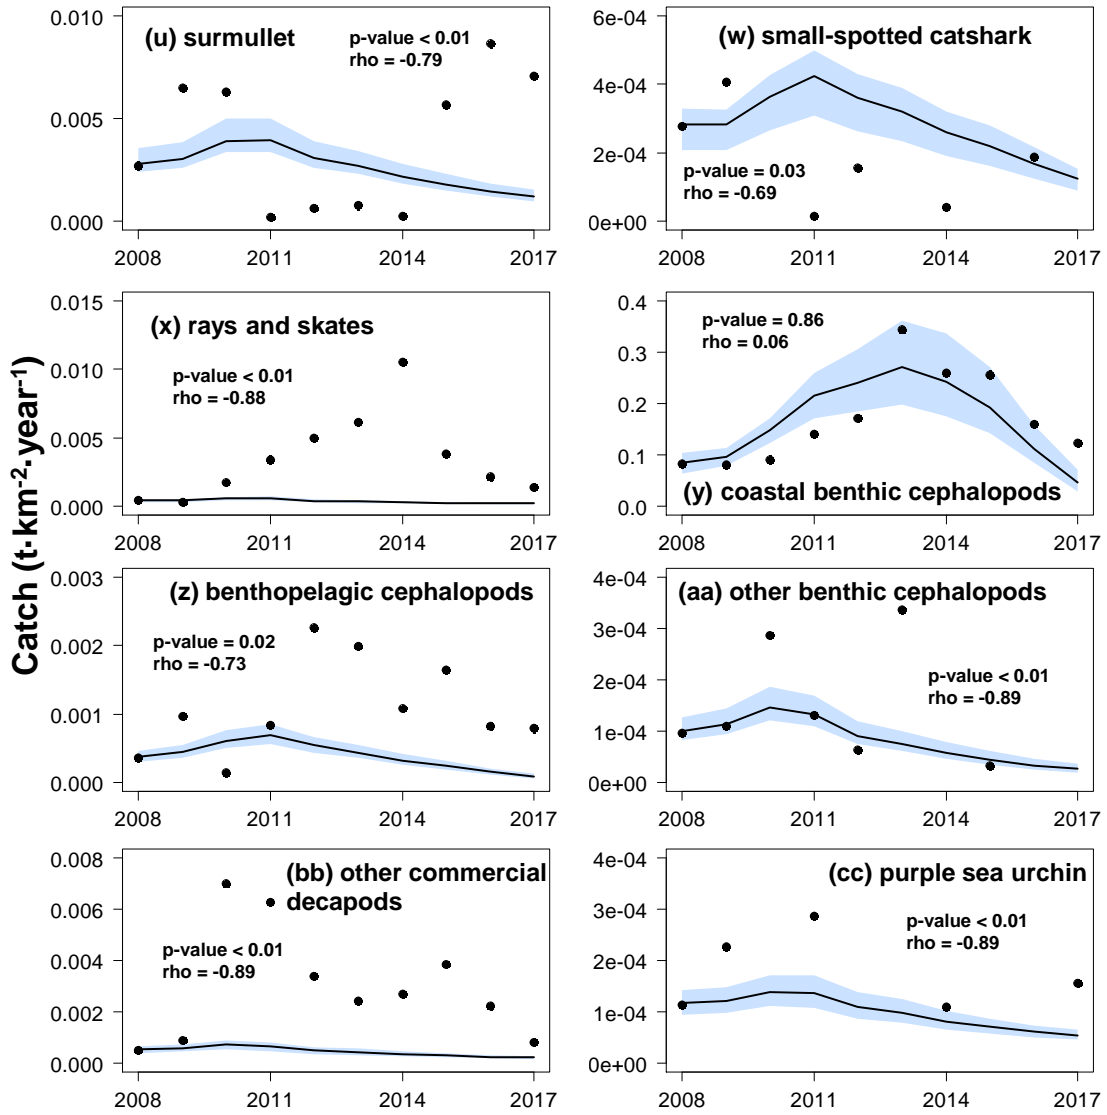 Catch (t·km-2·year-1)
(u) surmullet
p-value < 0.01
rho = -0.79
0.010
0.005
0.000
2008 2011 2014 2017
(w) small-spotted catshark
p-value = 0.03
rho = -0.69
6e-04
4e-04
2e-04
0e+00
2008 2011 2014 2017
(x) rays and skates
p-value < 0.01
rho = -0.88
0.015
0.010
0.005
0.000
2008 2011 2014 2017
p-value = 0.86
rho = 0.06
(y) coastal benthic cephalopods
0.4
0.3
0.2
0.1
0.0
2008 2011 2014 2017
(z) benthopelagic cephalopods
p-value = 0.02
rho = -0.73
0.003
0.002
0.001
0.000
2008 2011 2014 2017
(aa) other benthic cephalopods
p-value < 0.01
rho = -0.89
4e-04
3e-04
2e-04
1e-04
0e+00
2008 2011 2014 2017
(bb) other commercial
decapods
p-value < 0.01
rho = -0.89
0.008
0.006
0.004
0.002
0.000
2008 2011 2014 2017
(cc) purple sea urchin
p-value < 0.01
rho = -0.89
4e-04
3e-04
2e-04
1e-04
0e+00
2008 2011 2014 2017